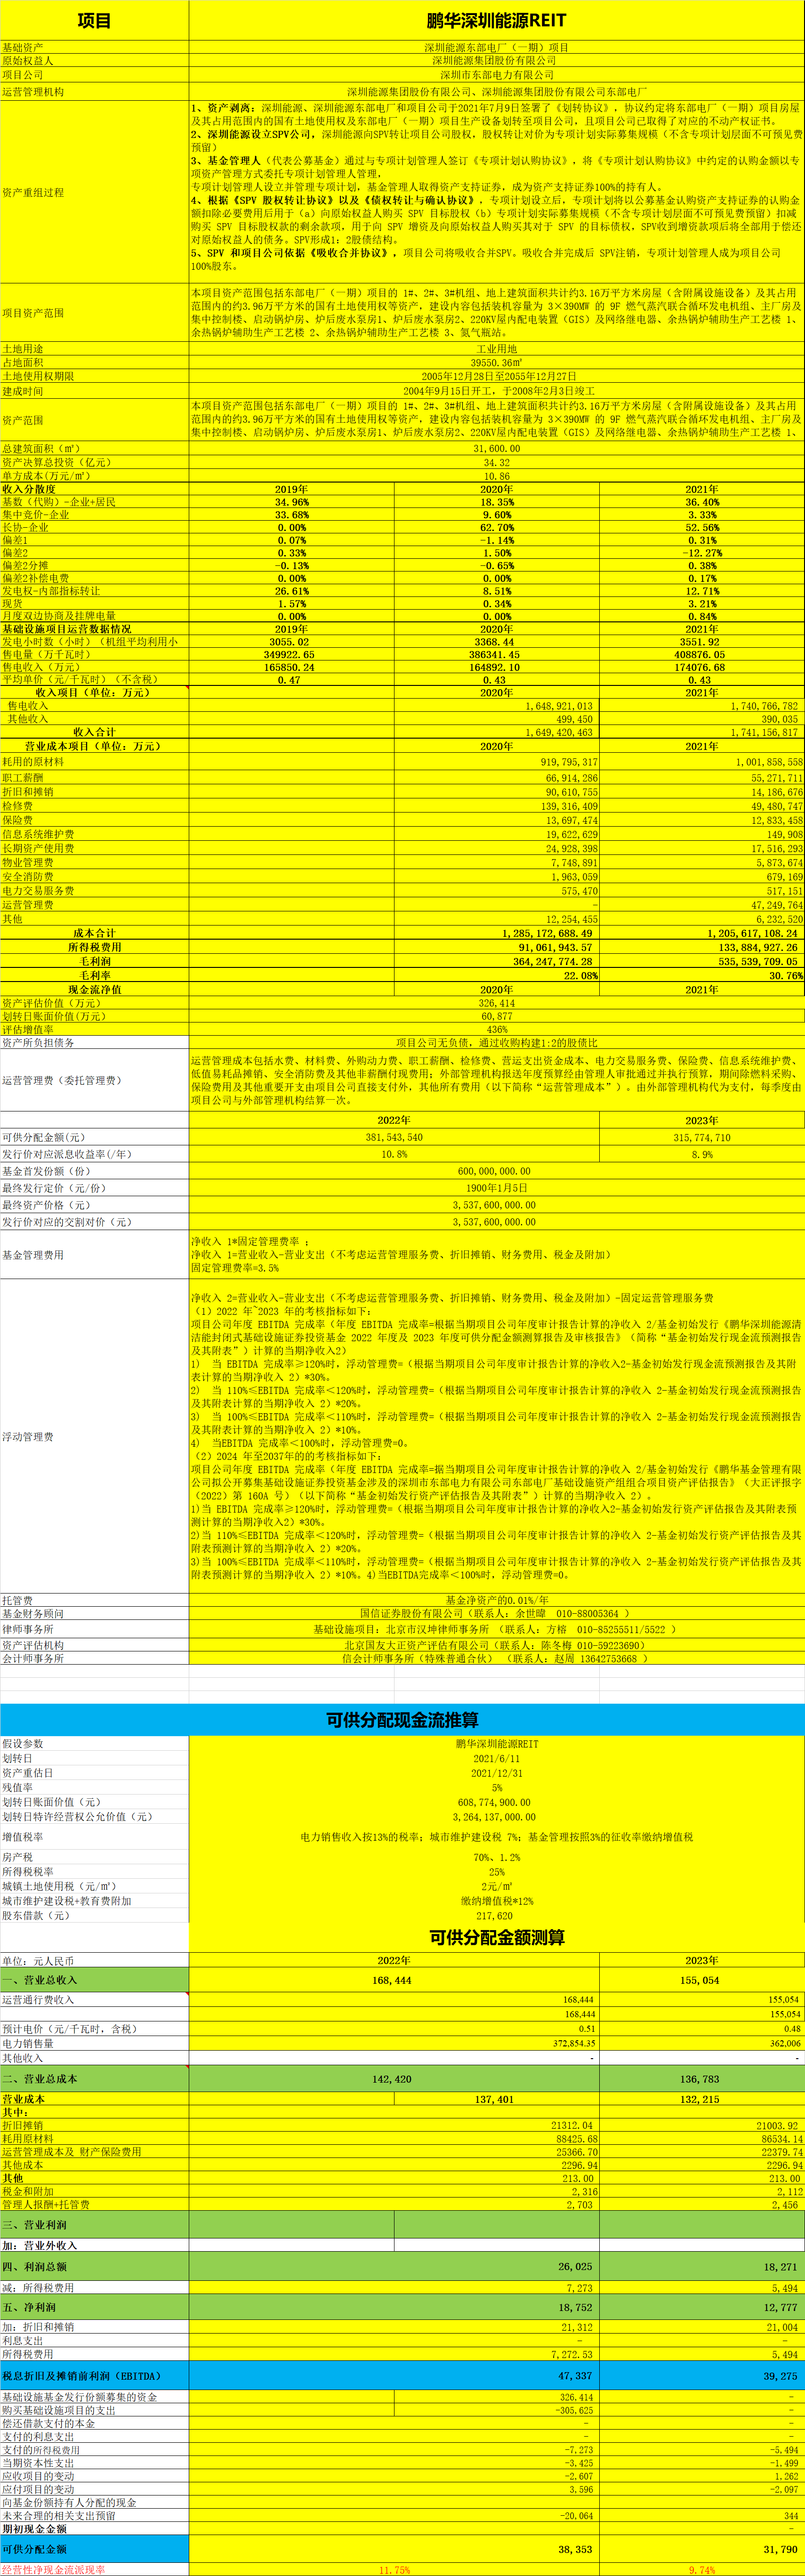 项目 鹏华深圳能源REIT
基础资产 深圳能源东部电厂（一期）项目
原始权益人 深圳能源集团股份有限公司
项目公司 深圳市东部电力有限公司
运营管理机构 深圳能源集团股份有限公司、深圳能源集团股份有限公司东部电厂
资产重组过程
1、资产剥离：深圳能源、深圳能源东部电厂和项目公司于2021年7月9日签署了《划转协议》，协议约定将东部电厂（一期）项目房屋
及其占用范围内的国有土地使用权及东部电厂（一期）项目生产设备划转至项目公司，且项目公司已取得了对应的不动产权证书。
2、深圳能源设立SPV公司，深圳能源向SPV转让项目公司股权，股权转让对价为专项计划实际募集规模（不含专项计划层面不可预见费
预留）
3、基金管理人（代表公募基金）通过与专项计划管理人签订《专项计划认购协议》，将《专项计划认购协议》中约定的认购金额以专
项资产管理方式委托专项计划管理人管理，
专项计划管理人设立并管理专项计划，基金管理人取得资产支持证券，成为资产支持证券100%的持有人。
4、根据《SPV 股权转让协议》以及《债权转让与确认协议》，专项计划设立后，专项计划将以公募基金认购资产支持证券的认购金
额扣除必要费用后用于（a）向原始权益人购买 SPV 目标股权（b）专项计划实际募集规模（不含专项计划层面不可预见费预留）扣减
购买 SPV 目标股权款的剩余款项，用于向 SPV 增资及向原始权益人购买其对于 SPV 的目标债权，SPV收到增资款项后将全部用于偿还
对原始权益人的债务。SPV形成1：2股债结构。
5、SPV 和项目公司依据《吸收合并协议》，项目公司将吸收合并SPV。吸收合并完成后 SPV注销，专项计划管理人成为项目公司
100%股东。
项目资产范围
本项目资产范围包括东部电厂（一期）项目的 1#、2#、3#机组、地上建筑面积共计约3.16万平方米房屋（含附属设施设备）及其占用
范围内的约3.96万平方米的国有土地使用权等资产，建设内容包括装机容量为 3×390MW 的 9F 燃气蒸汽联合循环发电机组、主厂房及
集中控制楼、启动锅炉房、炉后废水泵房1、炉后废水泵房2、220KV屋内配电装置（GIS）及网络继电器、余热锅炉辅助生产工艺楼 1、
余热锅炉辅助生产工艺楼 2、余热锅炉辅助生产工艺楼 3、氮气瓶站。
土地用途 工业用地
占地面积 39550.36㎡
土地使用权期限 2005年12月28日至2055年12月27日
建成时间 2004年9月15日开工，于2008年2月3日竣工
资产范围
本项目资产范围包括东部电厂（一期）项目的 1#、2#、3#机组、地上建筑面积共计约3.16万平方米房屋（含附属设施设备）及其占用
范围内的约3.96万平方米的国有土地使用权等资产，建设内容包括装机容量为 3×390MW 的 9F 燃气蒸汽联合循环发电机组、主厂房及
集中控制楼、启动锅炉房、炉后废水泵房1、炉后废水泵房2、220KV屋内配电装置（GIS）及网络继电器、余热锅炉辅助生产工艺楼 1、
总建筑面积（㎡） 31,600.00
资产决算总投资（亿元） 34.32
单方成本(万元/㎡) 10.86
收入分散度 2019年 2020年 2021年
基数（代购）-企业+居民 34.96% 18.35% 36.40%
集中竞价-企业 33.68% 9.60% 3.33%
长协-企业 0.00% 62.70% 52.56%
偏差1 0.07% -1.14% 0.31%
偏差2 0.33% 1.50% -12.27%
偏差2分摊 -0.13% -0.65% 0.38%
偏差2补偿电费 0.00% 0.00% 0.17%
发电权-内部指标转让 26.61% 8.51% 12.71%
现货 1.57% 0.34% 3.21%
月度双边协商及挂牌电量 0.00% 0.00% 0.84%
基础设施项目运营数据情况 2019年 2020年 2021年
发电小时数（小时）（机组平均利用小 3055.02 3368.44 3551.92
售电量（万千瓦时） 349922.65 386341.45 408876.05
售电收入（万元） 165850.24 164892.10 174076.68
平均单价（元/千瓦时）（不含税） 0.47 0.43 0.43
收入项目（单位：万元） 2020年 2021年
售电收入 1,648,921,013 1,740,766,782
其他收入 499,450 390,035
收入合计 1,649,420,463 1,741,156,817
营业成本项目（单位：万元） 2020年 2021年
耗用的原材料 919,795,317 1,001,858,558
职工薪酬 66,914,286 55,271,711
折旧和摊销 90,610,755 14,186,676
检修费 139,316,409 49,480,747
保险费 13,697,474 12,833,458
信息系统维护费 19,622,629 149,908
长期资产使用费 24,928,398 17,516,293
物业管理费 7,748,891 5,873,674
安全消防费 1,963,059 679,169
电力交易服务费 575,470 517,151
运营管理费 - 47,249,764
其他 12,254,455 6,232,520
成本合计 1,285,172,688.49 1,205,617,108.24
所得税费用 91,061,943.57 133,884,927.26
毛利润 364,247,774.28 535,539,709.05
毛利率 22.08% 30.76%
现金流净值 2020年 2021年
资产评估价值（万元） 326,414
划转日账面价值(万元） 60,877
评估增值率 436%
资产所负担债务 项目公司无负债，通过收购构建1:2的股债比
运营管理费（委托管理费）
运营管理成本包括水费、材料费、外购动力费、职工薪酬、检修费、营运支出资金成本、电力交易服务费、保险费、信息系统维护费、
低值易耗品摊销、安全消防费及其他非薪酬付现费用；外部管理机构报送年度预算经由管理人审批通过并执行预算，期间除燃料采购、
保险费用及其他重要开支由项目公司直接支付外，其他所有费用（以下简称“运营管理成本”）。由外部管理机构代为支付，每季度由
项目公司与外部管理机构结算一次。
2022年 2023年
可供分配金额(元） 381,543,540 315,774,710
发行价对应派息收益率(/年） 10.8% 8.9%
基金首发份额（份） 600,000,000.00
最终发行定价（元/份） 1900年1月5日
最终资产价格（元） 3,537,600,000.00
发行价对应的交割对价（元） 3,537,600,000.00
基金管理费用
净收入 1*固定管理费率 ；
净收入 1=营业收入-营业支出（不考虑运营管理服务费、折旧摊销、财务费用、税金及附加）
固定管理费率=3.5%
浮动管理费
净收入 2=营业收入-营业支出（不考虑运营管理服务费、折旧摊销、财务费用、税金及附加）-固定运营管理服务费
（1）2022 年~2023 年的考核指标如下：
项目公司年度 EBITDA 完成率（年度 EBITDA 完成率=根据当期项目公司年度审计报告计算的净收入 2/基金初始发行《鹏华深圳能源清
洁能封闭式基础设施证券投资基金 2022 年度及 2023 年度可供分配金额测算报告及审核报告》（简称“基金初始发行现金流预测报告
及其附表”）计算的当期净收入2）
1） 当 EBITDA 完成率≥120%时，浮动管理费=（根据当期项目公司年度审计报告计算的净收入2-基金初始发行现金流预测报告及其附
表计算的当期净收入 2）*30%。
2） 当 110%≤EBITDA 完成率＜120%时，浮动管理费=（根据当期项目公司年度审计报告计算的净收入 2-基金初始发行现金流预测报告
及其附表计算的当期净收入 2）*20%。
3） 当 100%≤EBITDA 完成率＜110%时，浮动管理费=（根据当期项目公司年度审计报告计算的净收入 2-基金初始发行现金流预测报告
及其附表计算的当期净收入 2）*10%。
4） 当EBITDA 完成率＜100%时，浮动管理费=0。
（2）2024 年至2037年的的考核指标如下：
项目公司年度 EBITDA 完成率（年度 EBITDA 完成率=据当期项目公司年度审计报告计算的净收入 2/基金初始发行《鹏华基金管理有限
公司拟公开募集基础设施证券投资基金涉及的深圳市东部电力有限公司东部电厂基础设施资产组组合项目资产评估报告》（大正评报字
（2022）第 160A 号）（以下简称“基金初始发行资产评估报告及其附表”）计算的当期净收入 2）。
1)当 EBITDA 完成率≥120%时，浮动管理费=（根据当期项目公司年度审计报告计算的净收入2-基金初始发行资产评估报告及其附表预
测计算的当期净收入2）*30%。
2)当 110%≤EBITDA 完成率＜120%时，浮动管理费=（根据当期项目公司年度审计报告计算的净收入 2-基金初始发行资产评估报告及其
附表预测计算的当期净收入 2）*20%。
3)当 100%≤EBITDA 完成率＜110%时，浮动管理费=（根据当期项目公司年度审计报告计算的净收入 2-基金初始发行资产评估报告及其
附表预测计算的当期净收入 2）*10%。4)当EBITDA完成率＜100%时，浮动管理费=0。
托管费 基金净资产的0.01%/年
基金财务顾问 国信证券股份有限公司（联系人：余世暐 010-88005364 ）
律师事务所 基础设施项目：北京市汉坤律师事务所 （联系人：方榕 010-85255511/5522 ）
资产评估机构 北京国友大正资产评估有限公司（联系人：陈冬梅 010-59223690）
会计师事务所 信会计师事务所（特殊普通合伙） （联系人：赵周 13642753668 ）
可供分配现金流推算
假设参数 鹏华深圳能源REIT
划转日 2021/6/11
资产重估日 2021/12/31
残值率 5%
划转日账面价值（元） 608,774,900.00
划转日特许经营权公允价值（元） 3,264,137,000.00
增值税率 电力销售收入按13%的税率；城市维护建设税 7%；基金管理按照3%的征收率缴纳增值税
房产税 70%、1.2%
所得税税率 25%
城镇土地使用税（元/㎡） 2元/㎡
城市维护建设税+教育费附加 缴纳增值税*12%
股东借款（元） 217,620
可供分配金额测算
单位：元人民币 2022年 2023年
一、营业总收入 168,444 155,054
运营通行费收入 168,444 155,054
168,444 155,054
预计电价（元/千瓦时，含税） 0.51 0.48
电力销售量 372,854.35 362,006
其他收入 - -
二、营业总成本 142,420 136,783
营业成本 137,401 132,215
其中：
折旧摊销 21312.04 21003.92
耗用原材料 88425.68 86534.14
运营管理成本及 财产保险费用 25366.70 22379.74
其他成本 2296.94 2296.94
其他 213.00 213.00
税金和附加 2,316 2,112
管理人报酬+托管费 2,703 2,456
三、营业利润
加：营业外收入
四、利润总额 26,025 18,271
减：所得税费用 7,273 5,494
五、净利润 18,752 12,777
加：折旧和摊销 21,312 21,004
利息支出 - -
所得税费用 7,272.53 5,494
税息折旧及摊销前利润（EBITDA） 47,337 39,275
基础设施基金发行份额募集的资金 326,414 -
购买基础设施项目的支出 -305,625 -
偿还借款支付的本金 - -
支付的利息支出 - -
支付的所得税费用 -7,273 -5,494
当期资本性支出 -3,425 -1,499
应收项目的变动 -2,607 1,262
应付项目的变动 3,596 -2,097
向基金份额持有人分配的现金
未来合理的相关支出预留 -20,064 344
期初现金金额 -
可供分配金额 38,353 31,790
经营性净现金流派现率 11.75% 9.74%